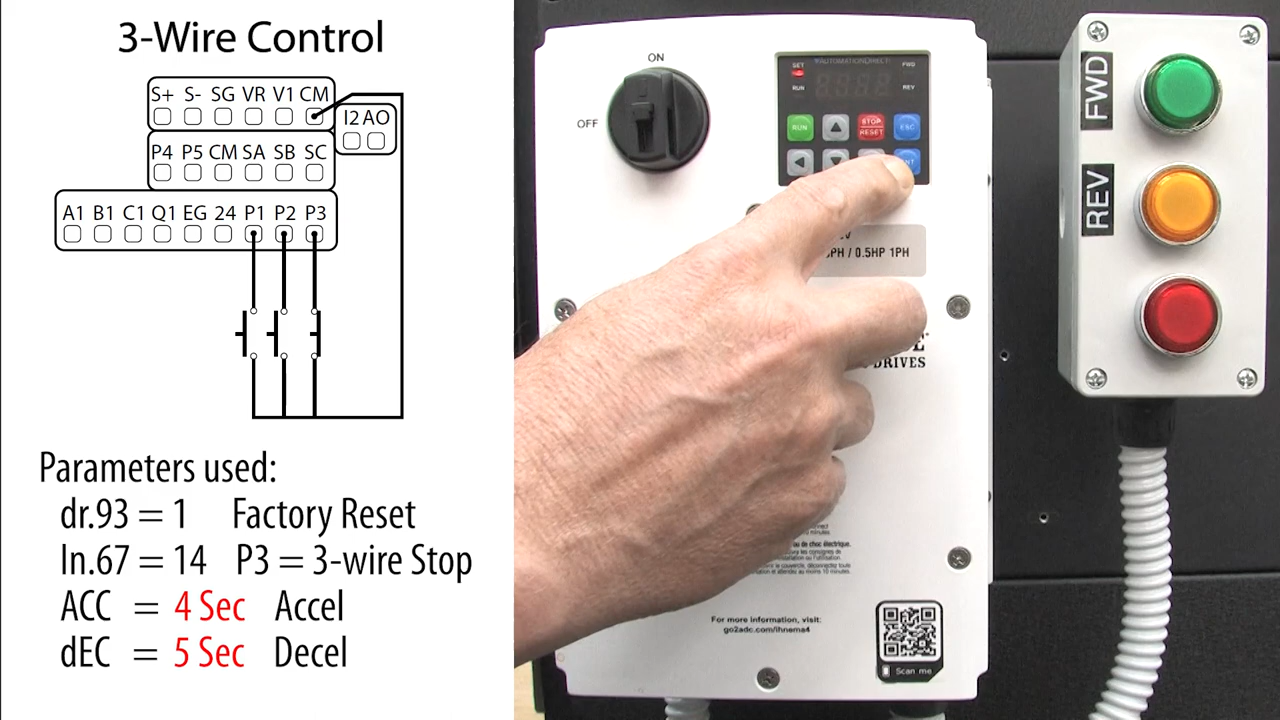 3-Wire Control
S+ S- SG VR V1 CM
I2 AO
P4 P5 CM SA SB SC
A1 B1 C1 Q1 EG 24 P1 P2 P3
Parameters used:
dr.93 = 1 Factory Reset
In.67 = 14 P3 = 3-wire Stop
ACC = 4 Sec Accel
dEC = 5 Sec Decel
ON
OFF
AUTOMATIONDIRECT
SET
RUN
FWD
REV
RUN
STOP
RESET
ESC
PH / 0.5HP 1PH
DRIVES
For more information, visit:
go2adc.com/ihnema4
Scan me
FWD
REV